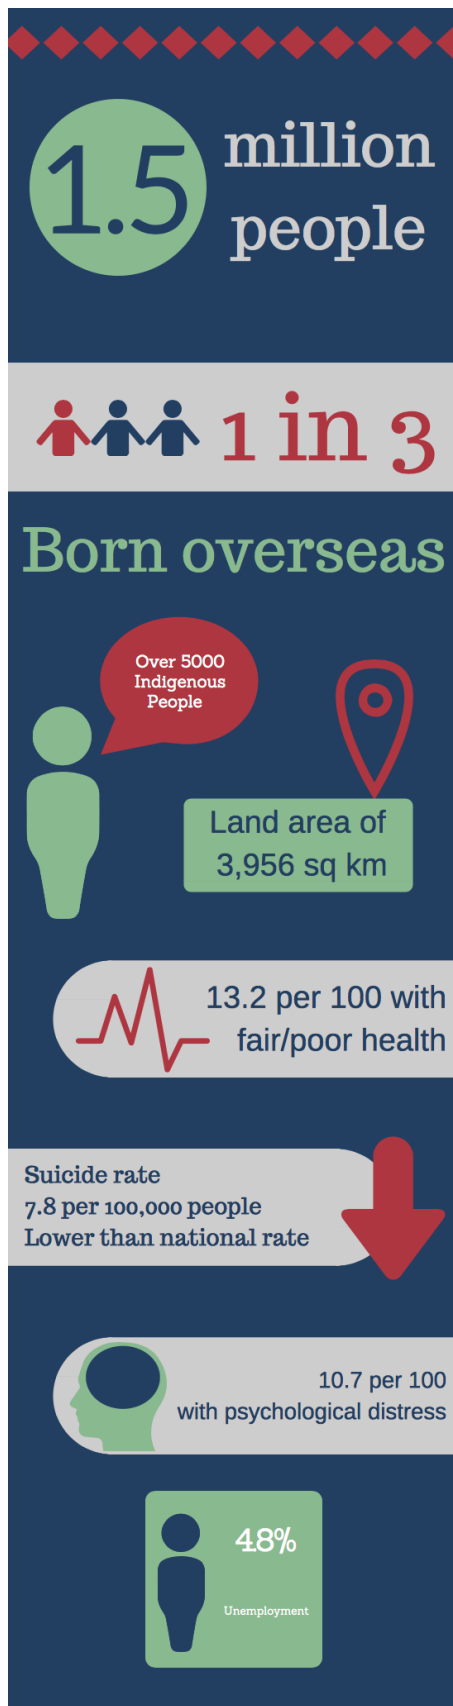 1.5
million
people
1 in 3
Born overseas
Over 5000
Indigenous
People
Land area of
3,956 sq km
13.2 per 100 with
fair/poor health
Suicide rate
7.8 per 100,000 people
Lower than national rate
10.7 per 100
with psychological distress
48%
Unemployment